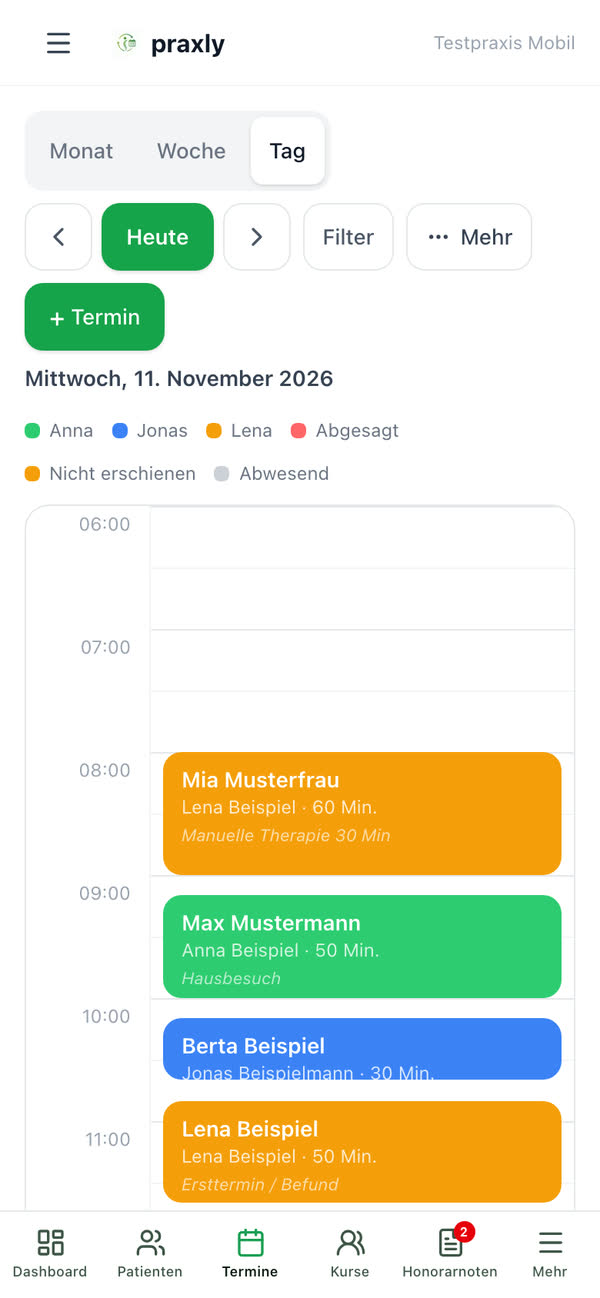 praxly
Testpraxis Mobil
Monat Woche Tag
Heute Filter ··· Mehr
+ Termin
Mittwoch, 11. November 2026
Anna Jonas Lena Abgesagt
Nicht erschienen Abwesend
06:00
07:00
08:00
Mia Musterfrau
Lena Beispiel · 60 Min.
Manuelle Therapie 30 Min
09:00
Max Mustermann
Anna Beispiel · 50 Min.
Hausbesuch
10:00
Berta Beispiel
Jonas Beispielmann · 30 Min.
11:00
Lena Beispiel
Lena Beispiel · 50 Min.
Ersttermin / Befund
2
Dashboard Patienten Termine Kurse Honorarnoten Mehr